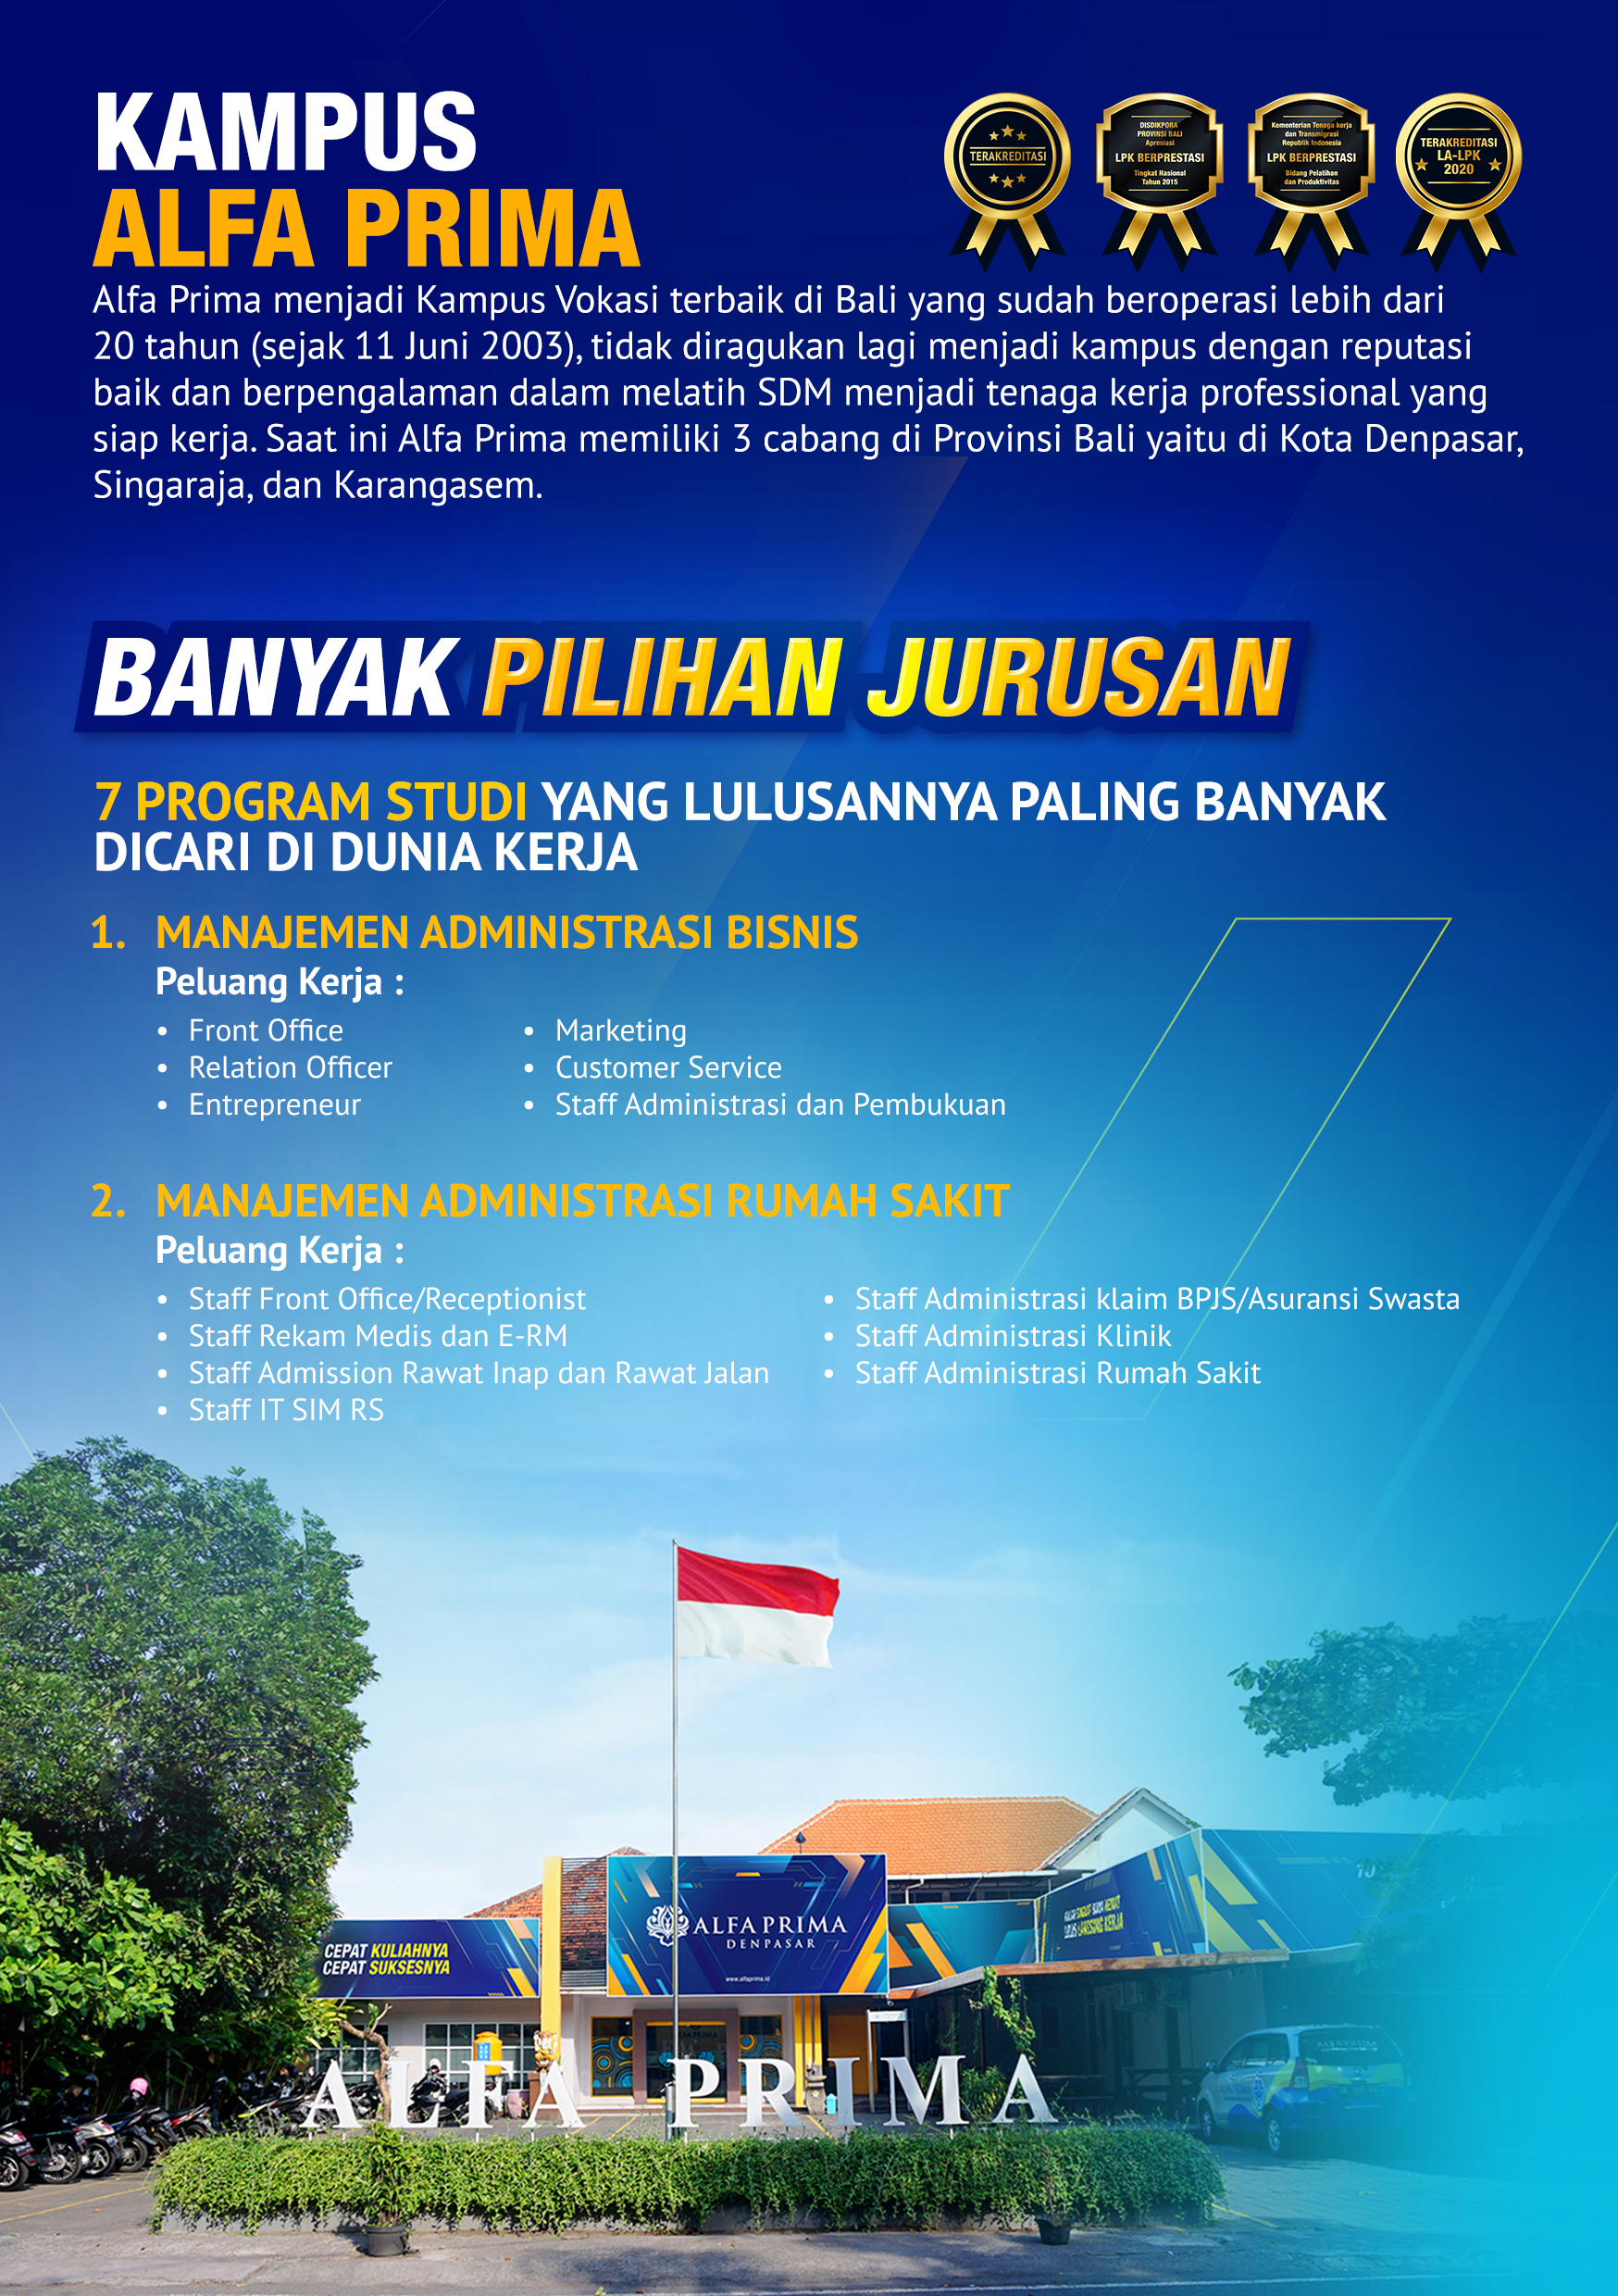 KAMPUS
ALFA PRIMA
TERAKREDITASI
DISDIKPORA
PROVINSI BALI
Apresiasi
LPK BERPRESTASI
Tingkat Nasional
Tahun 2015
Kementerian Tenaga kerja
dan Transmigrasi
Republik Indonesia
LPK BERPRESTASI
Bidang Pelatihan
dan Produktivitas
TERAKREDITASI
LA-LPK
2020
Alfa Prima menjadi Kampus Vokasi terbaik di Bali yang sudah beroperasi lebih dari
20 tahun (sejak 11 Juni 2003), tidak diragukan lagi menjadi kampus dengan reputasi
baik dan berpengalaman dalam melatih SDM menjadi tenaga kerja professional yang
siap kerja. Saat ini Alfa Prima memiliki 3 cabang di Provinsi Bali yaitu di Kota Denpasar,
Singaraja, dan Karangasem.
BANYAK PILIHAN JURUSAN
7 PROGRAM STUDI YANG LULUSANNYA PALING BANYAK
DICARI DI DUNIA KERJA
1. MANAJEMEN ADMINISTRASI BISNIS
Peluang Kerja :
• Front Office
• Relation Officer
• Entrepreneur
• Marketing
• Customer Service
• Staff Administrasi dan Pembukuan
2. MANAJEMEN ADMINISTRASI RUMAH SAKIT
Peluang Kerja :
• Staff Front Office/Receptionist
• Staff Rekam Medis dan E-RM
• Staff Admission Rawat Inap dan Rawat Jalan
• Staff IT SIM RS
• Staff Administrasi klaim BPJS/Asuransi Swasta
• Staff Administrasi Klinik
• Staff Administrasi Rumah Sakit
CEPAT KULIAHNYA
CEPAT SUKSESNYA
ALFA PRIMA
DENPASAR
www.alfaprima.id
LANGSUNG KERJA
ALFA PRIMA
ALFA PRIMA